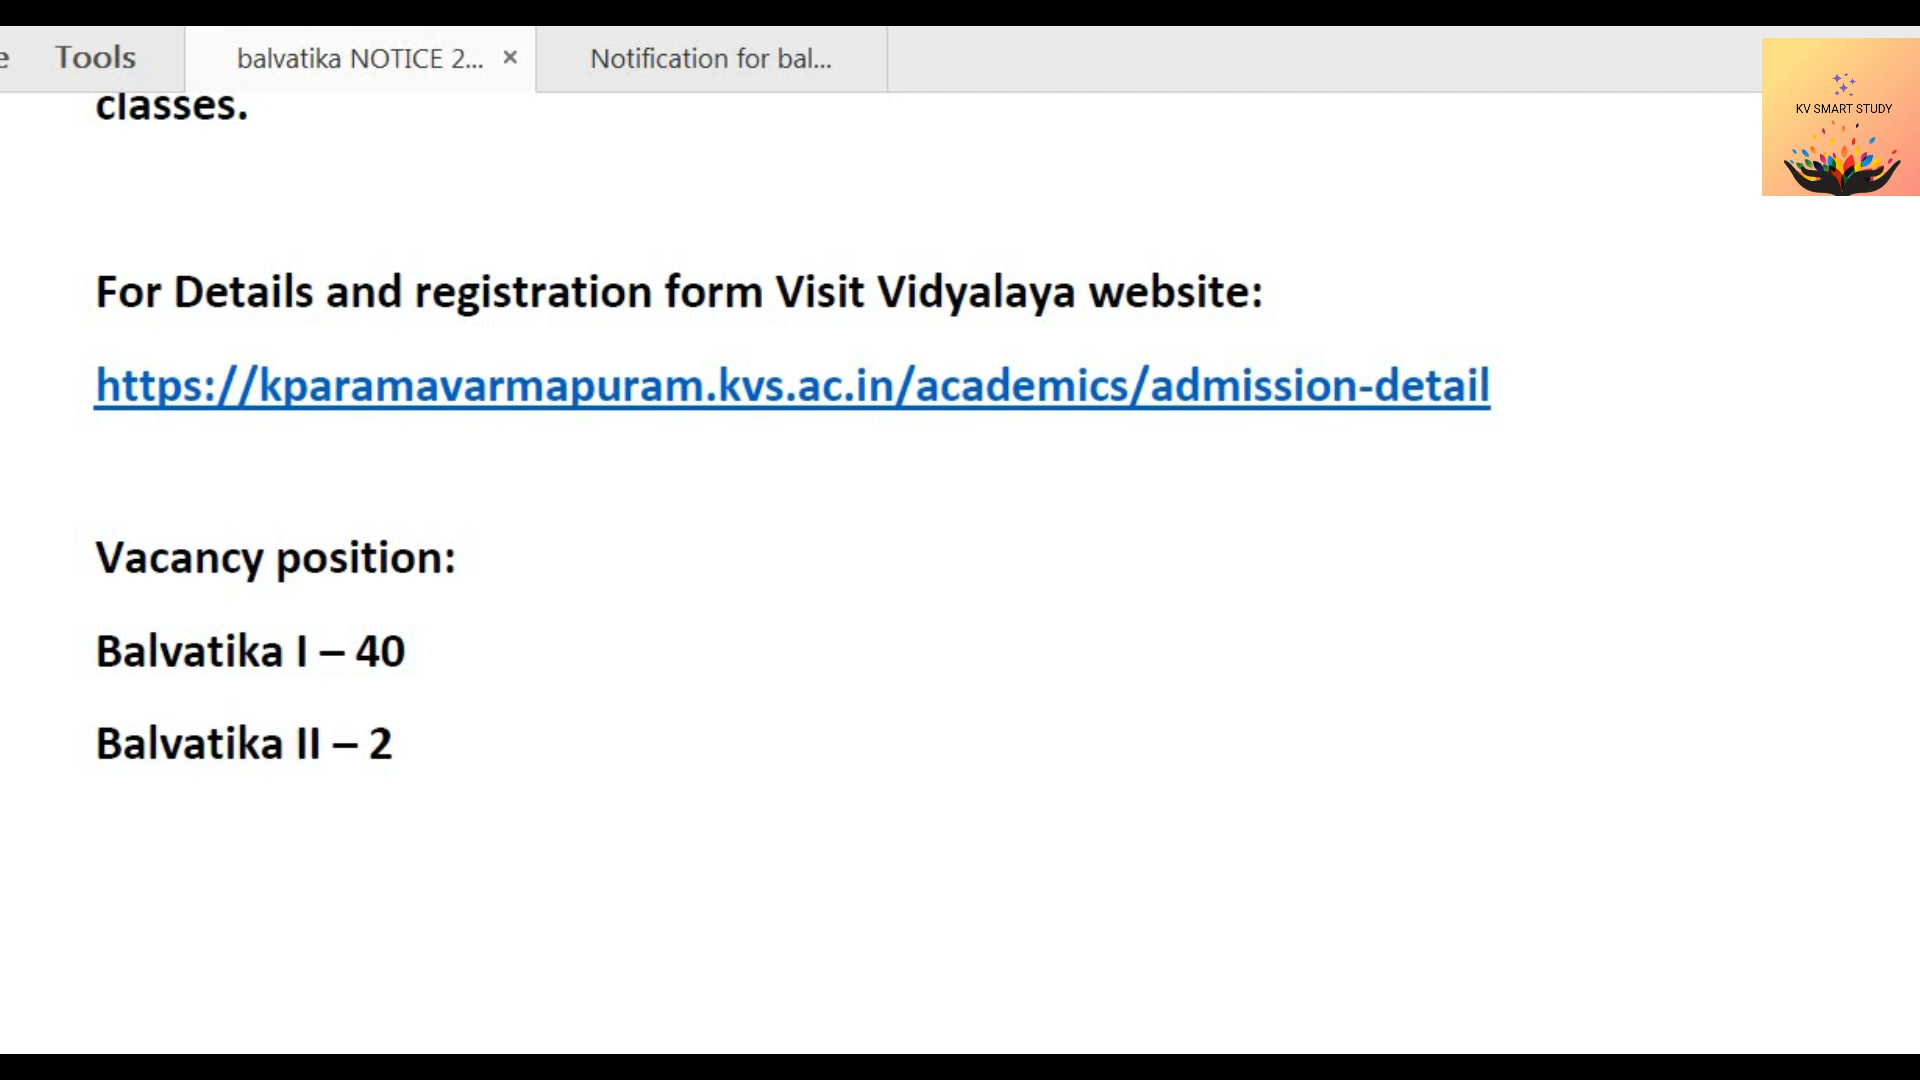 Tools
balvatika NOTICE 2... ×
Notification for bal...
KV SMART STUDY
classes.
For Details and registration form Visit Vidyalaya website:
https://kparamavarmapuram.kvs.ac.in/academics/admission-detail
Vacancy position:
Balvatika I – 40
Balvatika II – 2